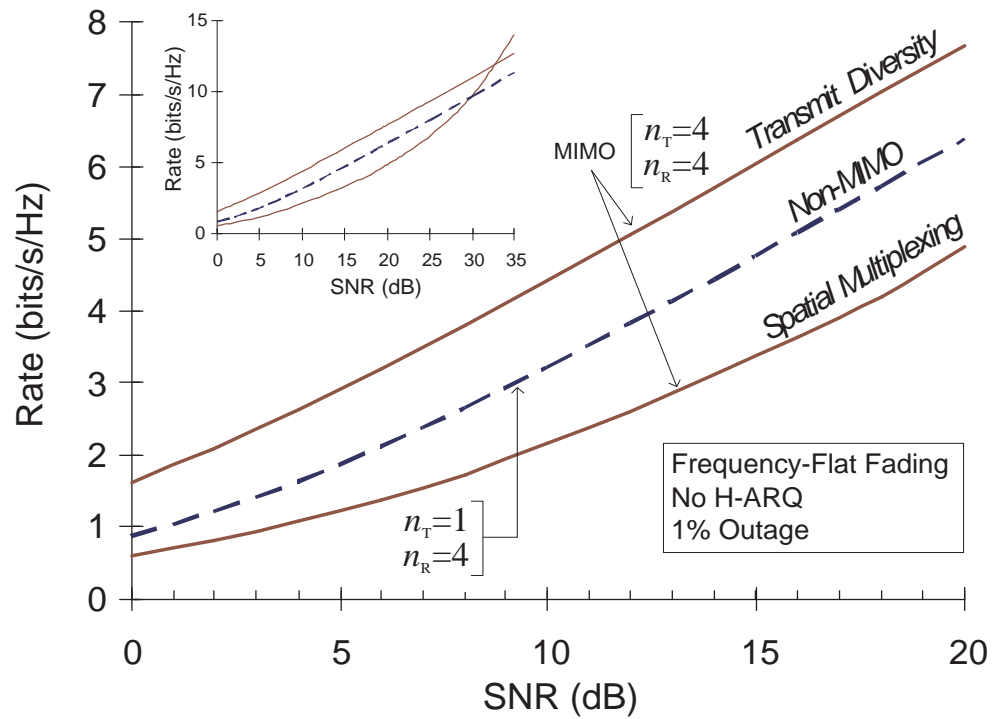 8
7
6
5
4
3
2
1
0
Rate (bits/s/Hz)
0
5
10
15
20
SNR (dB)
15
10
5
0
Rate (bits/s/Hz)
0 5 10 15 20 25 30 35
SNR (dB)
MIMO
nT=4
nR=4
Transmit Diversity
Non-MIMO
Spatial Multiplexing
nT=1
nR=4
Frequency-Flat Fading
No H-ARQ
1% Outage